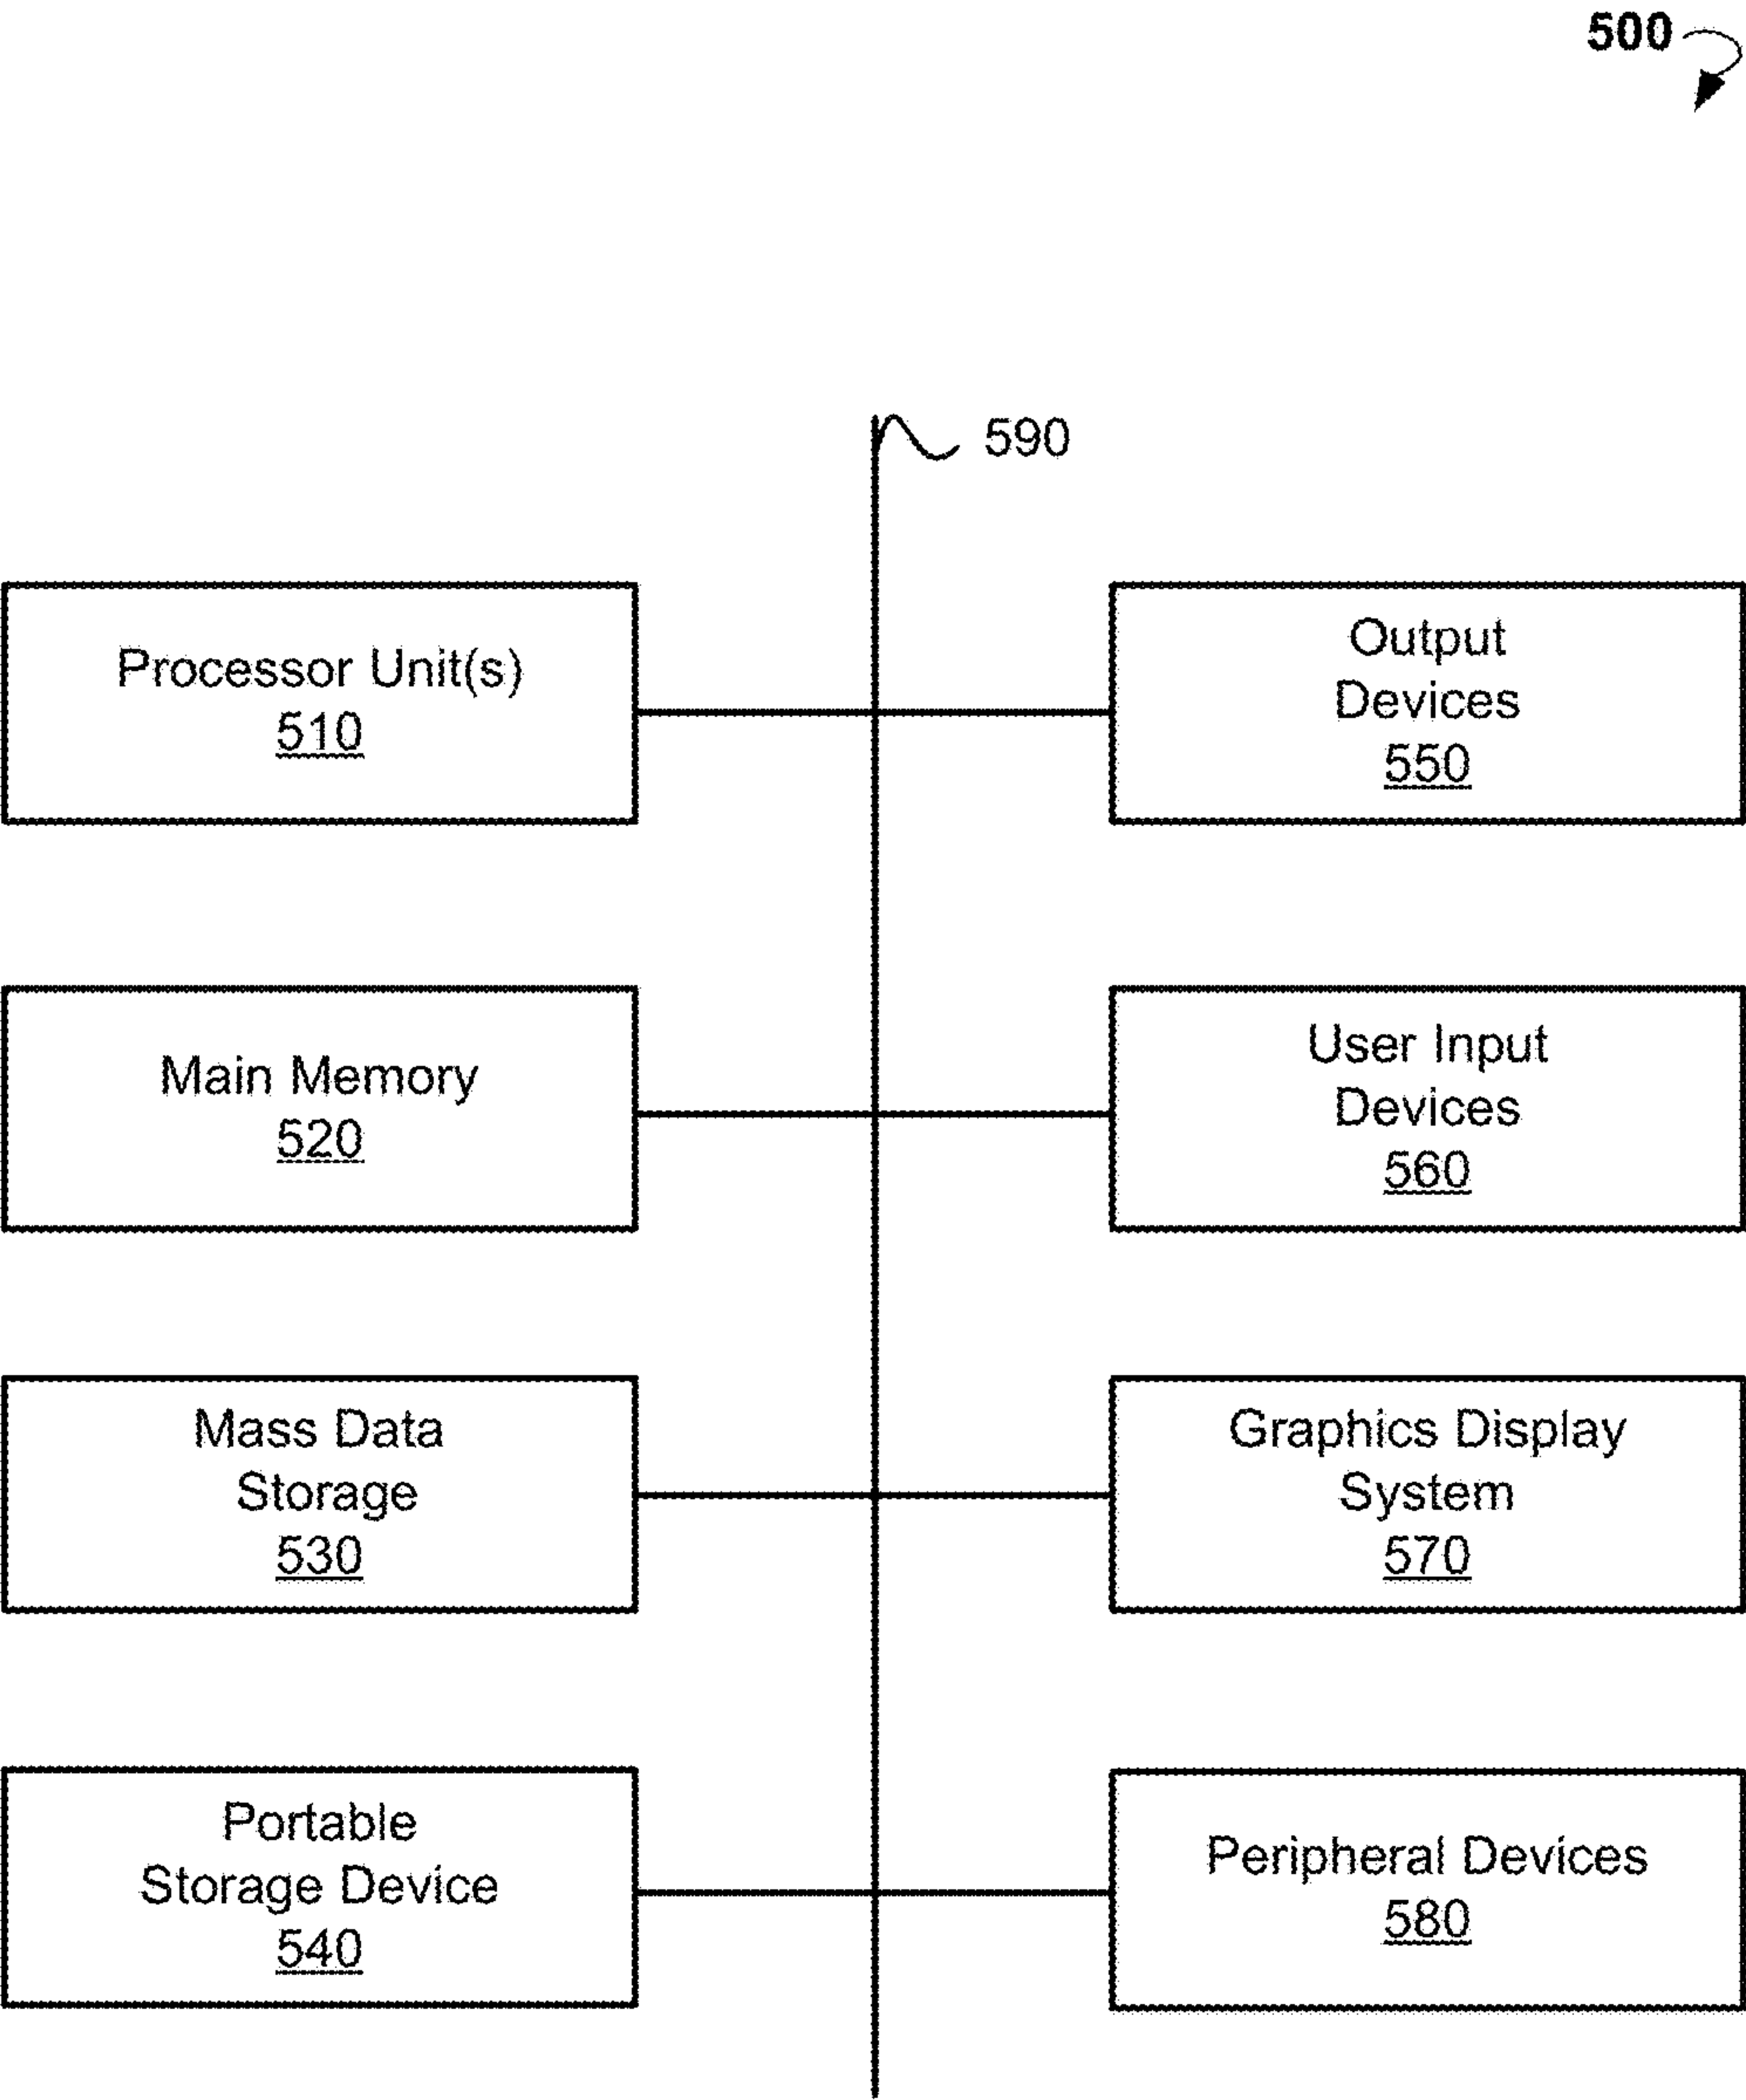 500
590
Processor Unit(s)
510
Output
Devices
550
Main Memory
520
User Input
Devices
560
Mass Data
Storage
530
Graphics Display
System
570
Portable
Storage Device
540
Peripheral Devices
580